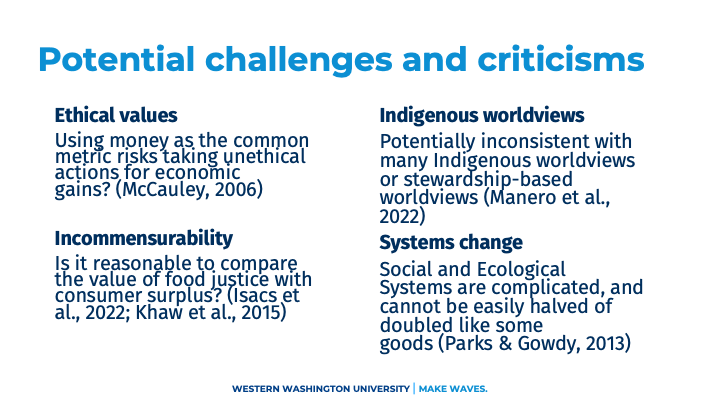 Potential challenges and criticisms
Ethical values
Using money as the common
metric risks taking unethical
actions for economic
gains? (McCauley, 2006)
Incommensurability
Is it reasonable to compare
the value of food justice with
consumer surplus? (Isacs et
al., 2022; Khaw et al., 2015)
Indigenous worldviews
Potentially inconsistent with
many Indigenous worldviews
or stewardship-based
worldviews (Manero et al.,
2022)
Systems change
Social and Ecological
Systems are complicated, and
cannot be easily halved of
doubled like some
goods (Parks & Gowdy, 2013)
WESTERN WASHINGTON UNIVERSITY | MAKE WAVES.